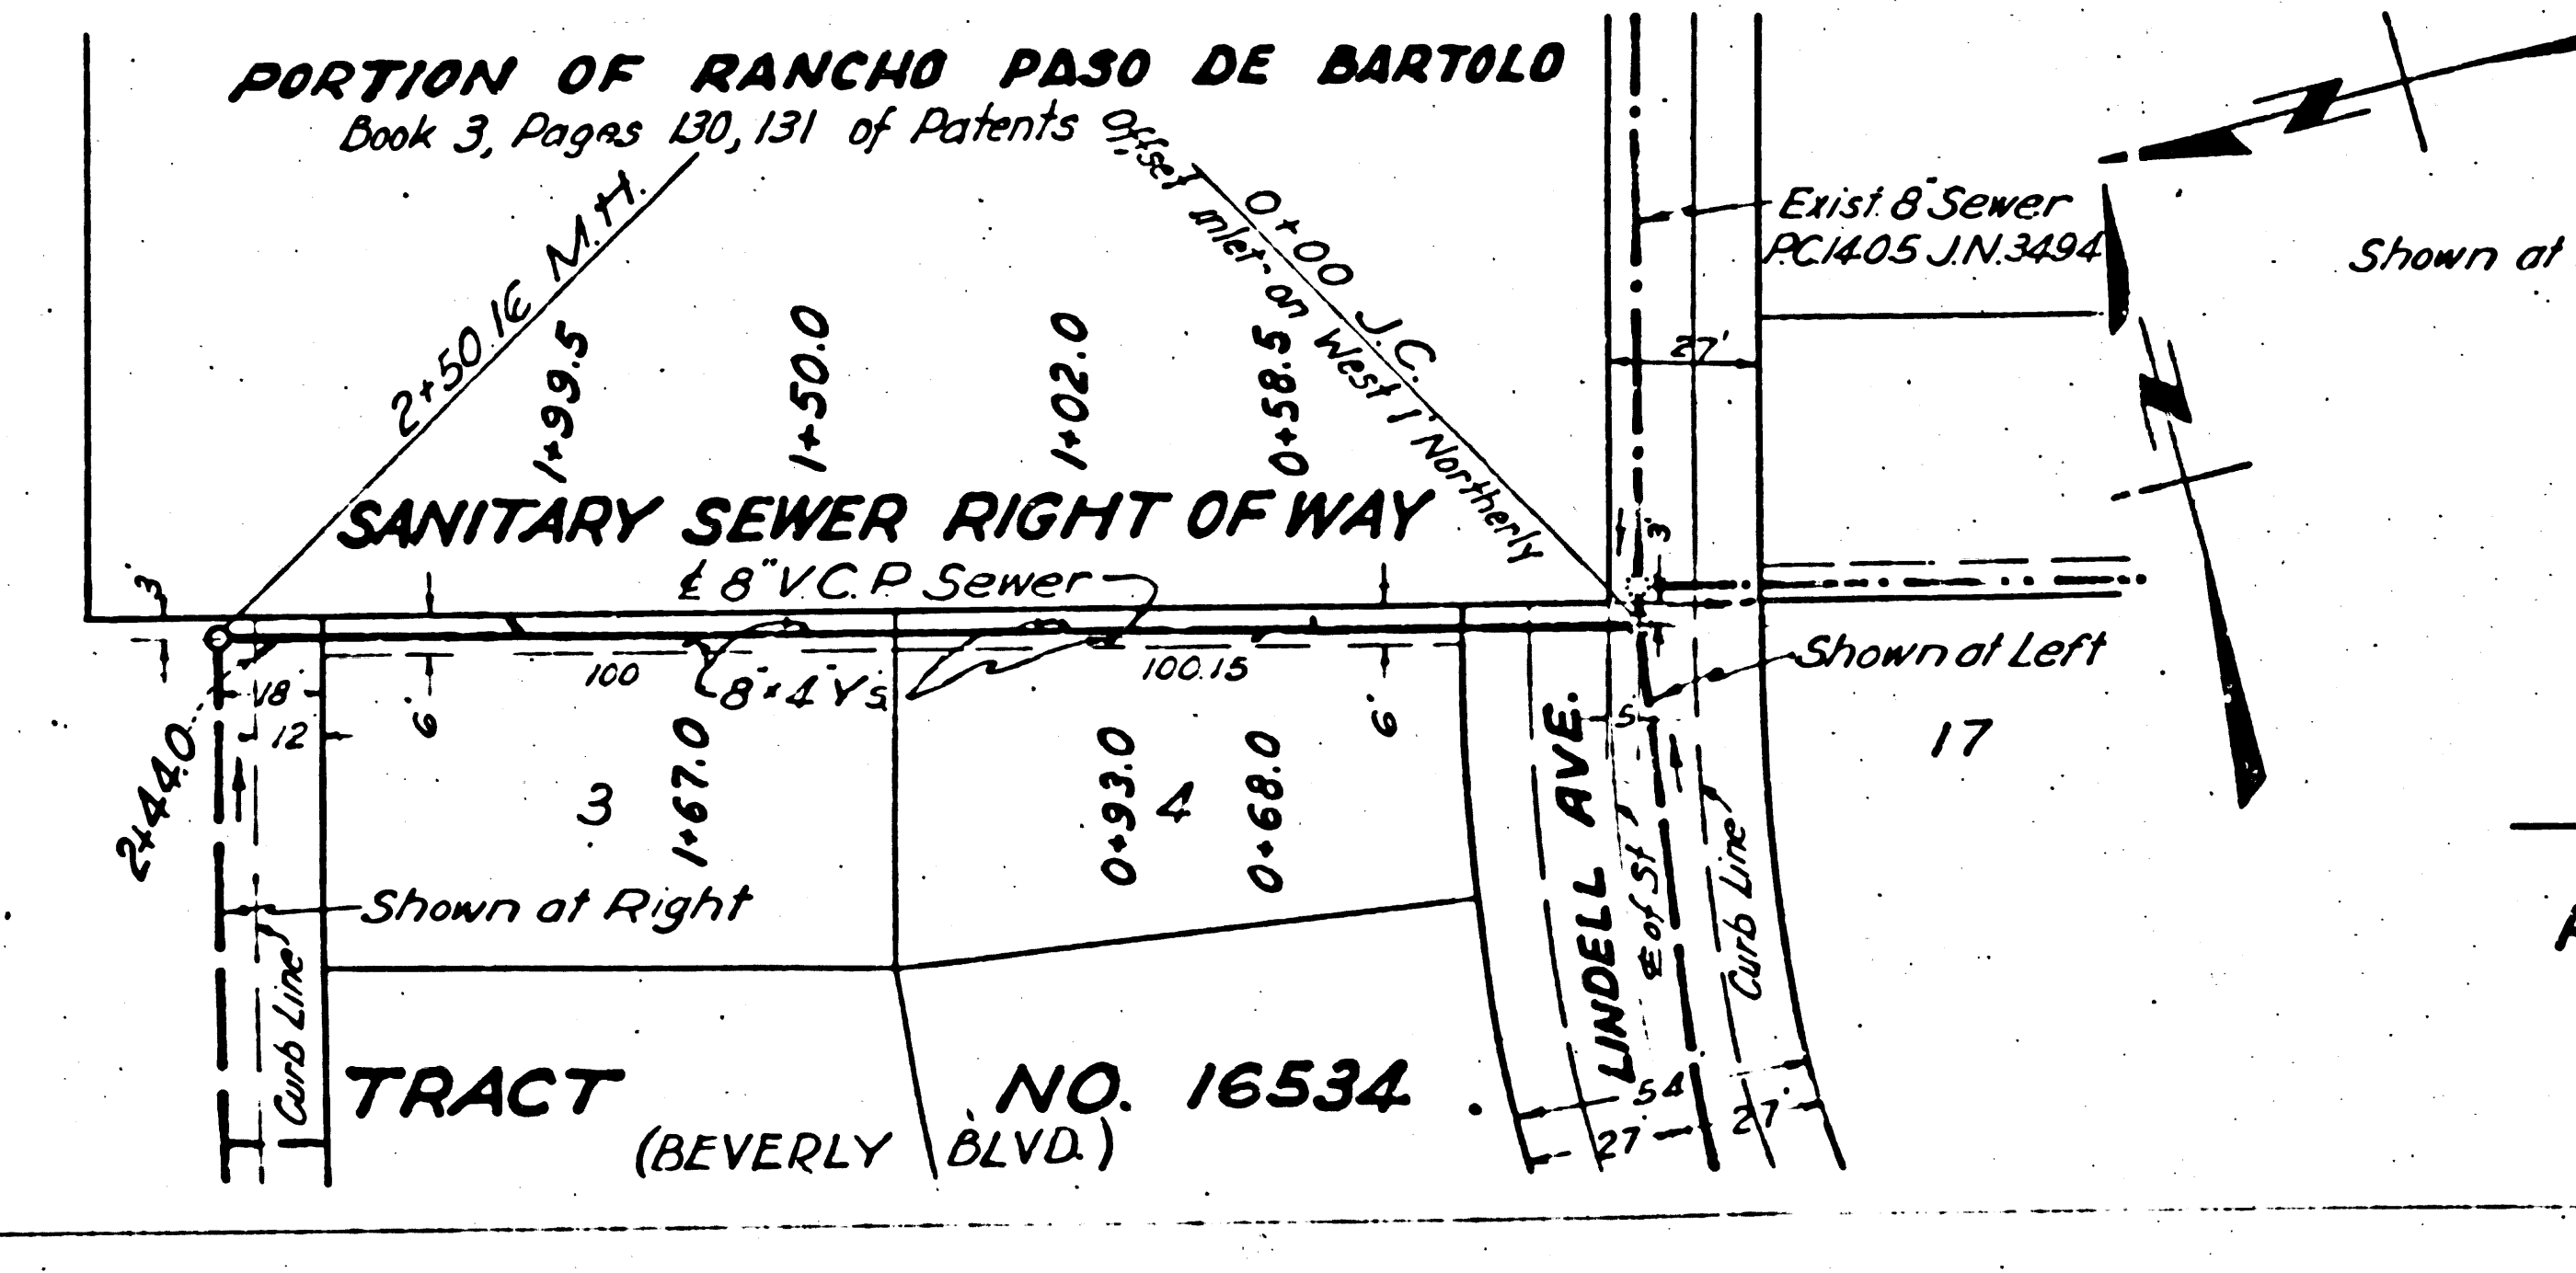 PORTION OF RANCHO PASO DE BARTOLO
Book 3, Pages 130, 131 of Patents
2+50.16 M.H.
1+99.5
1+50.0
1+02.0
0+58.5
0+00 J.C.
Offset inlet on West 1' Northerly
Exist. 8" Sewer
P.C.1405 J.N.3494
Shown at
27'
SANITARY SEWER RIGHT OF WAY
℄ 8" V.C.P. Sewer
3'
3'
18'
12
6'
100
8"x4" Y's
100.15
6'
5'
Shown at Left
17
2+44.0
3
1+67.0
0+93.0
4
0+68.0
Shown at Right
Curb Line
LINDELL AVE.
℄ of St
Curb Line
TRACT NO. 16534
(BEVERLY BLVD.)
54
27'
27'